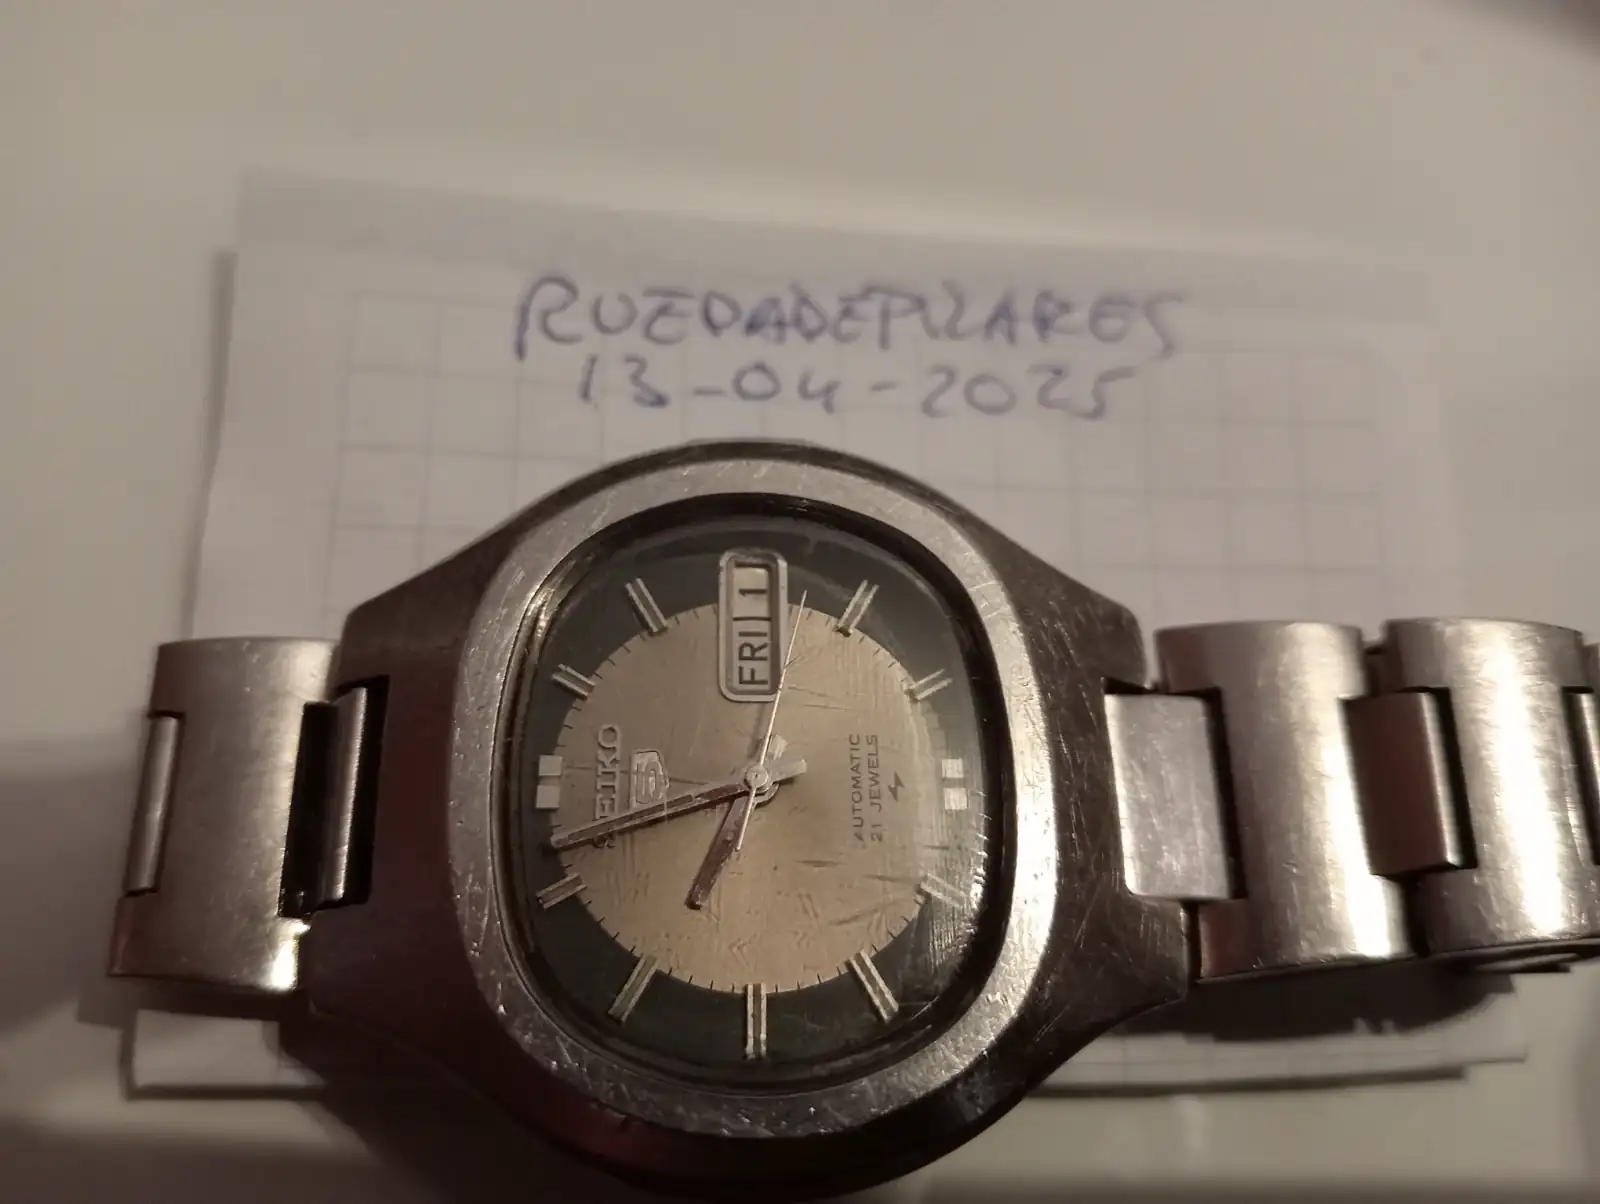 RUEDADEPILARES
13-04-2025
FRI 1
SEIKO
5
AUTOMATIC
21 JEWELS